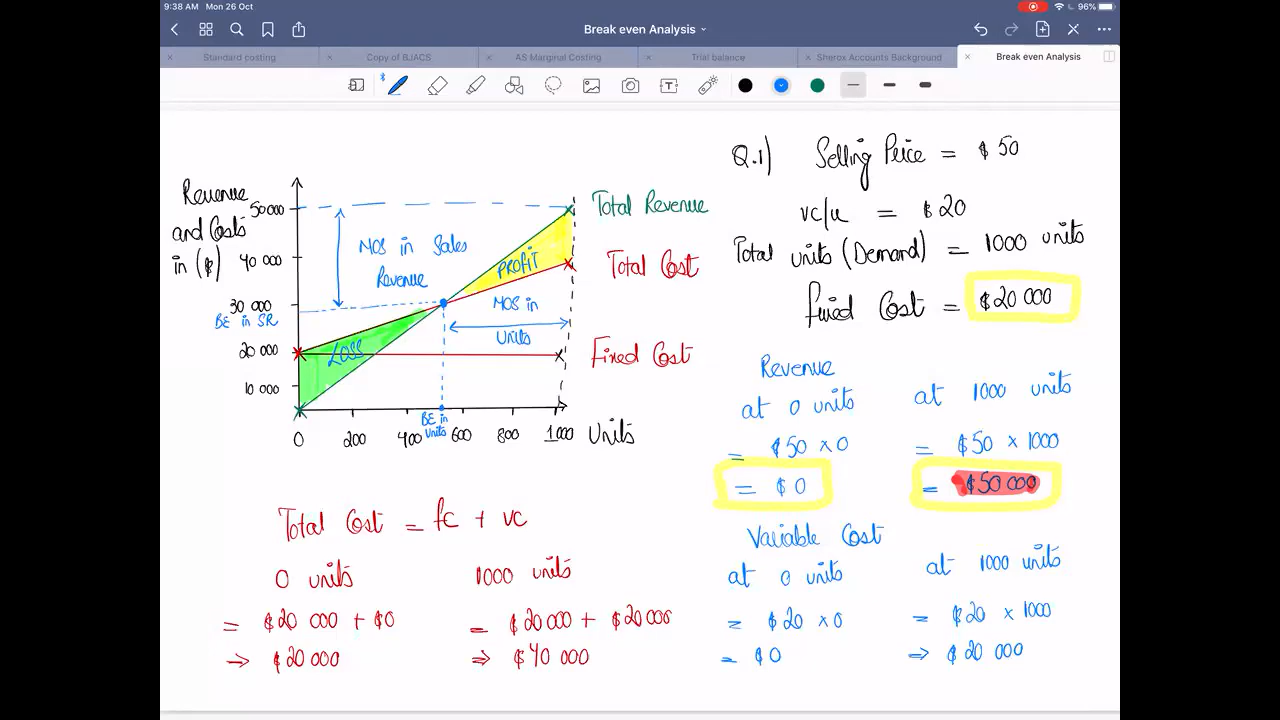 9:38 AM Mon 26 Oct
96%
Break even Analysis
Standard costing
Copy of BJACS
AS Marginal Costing
Trial balance
Sherox Accounts Background
Break even Analysis
Revenue
and Costs
in ($)
50 000
40 000
30 000
BE in SR
20 000
10 000
MOS in Sales
Revenue
PROFIT
LOSS
MOS in
Units
BE in
Units
0 200 400 600 800 1000 Units
Total Revenue
Total Cost
Fixed Cost
Q.1) Selling Price = $50
vc/u = $20
Total units (Demand) = 1000 units
Fixed Cost = $20 000
Revenue
at 0 units
= $50 x 0
= $0
at 1000 units
= $50 x 1000
= $50 000
Variable Cost
at 0 units
= $20 x 0
= $0
at 1000 units
= $20 x 1000
⇒ $20 000
Total Cost = fc + vc
0 units
= $20 000 + $0
⇒ $20 000
1000 units
= $20 000 + $20 000
⇒ $40 000